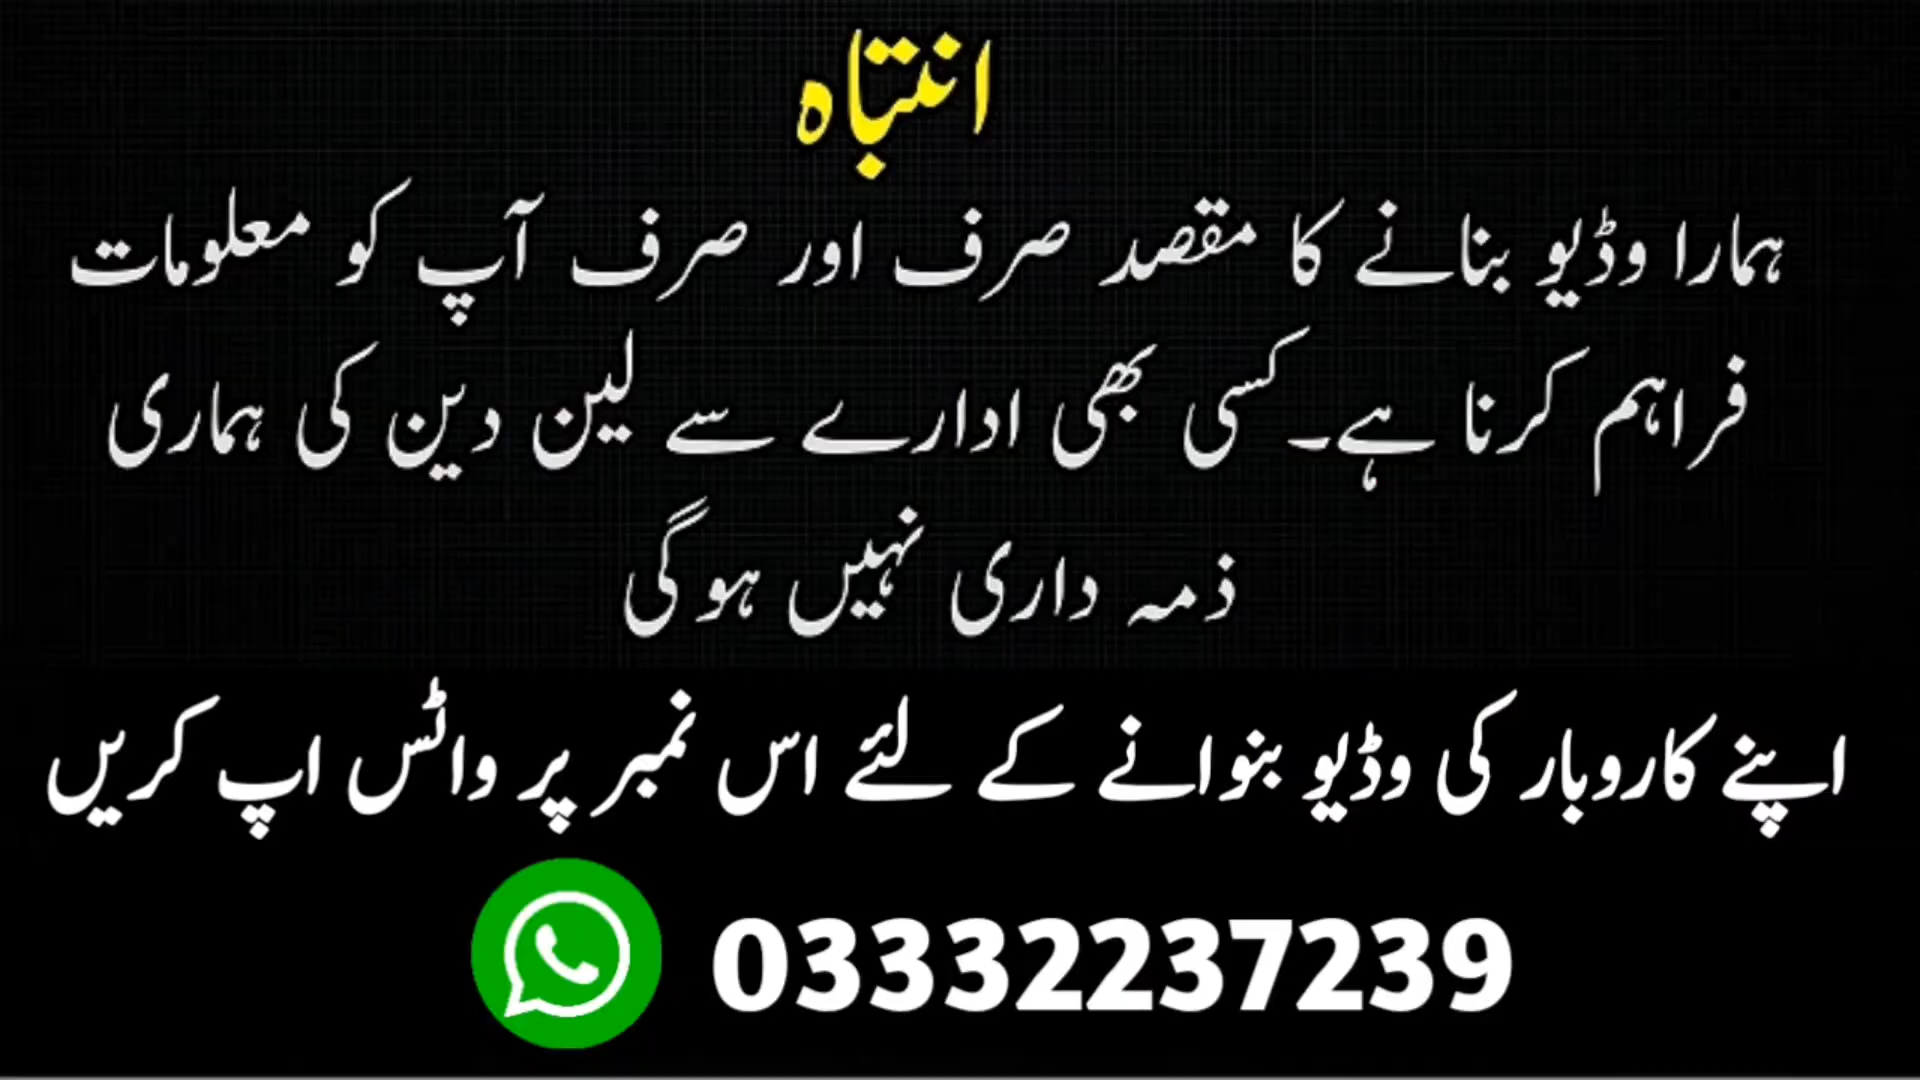 انتباہ
ہمارا وڈیو بنانے کا مقصد صرف اور صرف آپ کو معلومات
فراہم کرنا ہے۔ کسی بھی ادارے سے لین دین کی ہماری
ذمہ داری نہیں ہوگی
اپنے کاروبار کی وڈیو بنوانے کے لئے اس نمبر پر واٹس اپ کریں
03332237239